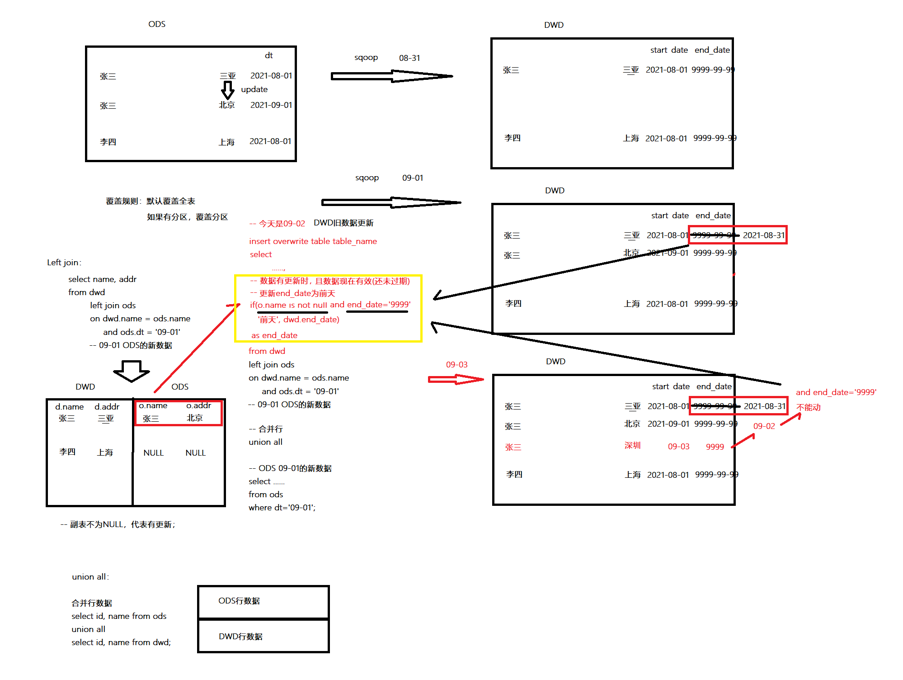 ODS
dt
张三 三亚 2021-08-01
update
张三 北京 2021-09-01
李四 上海 2021-08-01
sqoop 08-31
DWD
start date end_date
张三 三亚 2021-08-01 9999-99-99
李四 上海 2021-08-01 9999-99-99
sqoop 09-01
覆盖规则：默认覆盖全表
如果有分区，覆盖分区
DWD
start date end_date
张三 三亚 2021-08-01 9999-99-99 2021-08-31
张三 北京 2021-09-01 9999-99-99
李四 上海 2021-08-01 9999-99-99
Left join：
select name, addr
from dwd
left join ods
on dwd.name = ods.name
and ods.dt = '09-01'
-- 09-01 ODS的新数据
DWD ODS
d.name d.addr o.name o.addr
张三 三亚 张三 北京
李四 上海 NULL NULL
-- 副表不为NULL，代表有更新；
-- 今天是09-02 DWD旧数据更新
insert overwrite table table_name
select
......,
-- 数据有更新时, 且数据现在有效(还未过期)
-- 更新end_date为前天
if(o.name is not null and end_date='9999'
'前天', dwd.end_date)
as end_date
from dwd
left join ods
on dwd.name = ods.name
and ods.dt = '09-01'
-- 09-01 ODS的新数据
-- 合并行
union all
-- ODS 09-01的新数据
select ......
from ods
where dt='09-01';
09-03
DWD
start date end_date
张三 三亚 2021-08-01 9999-99-99 2021-08-31
张三 北京 2021-09-01 9999-99-99
09-02
张三 深圳 09-03 9999
李四 上海 2021-08-01 9999-99-99
and end_date='9999'
不能动
union all：
合并行数据
select id, name from ods
union all
select id, name from dwd;
ODS行数据
DWD行数据